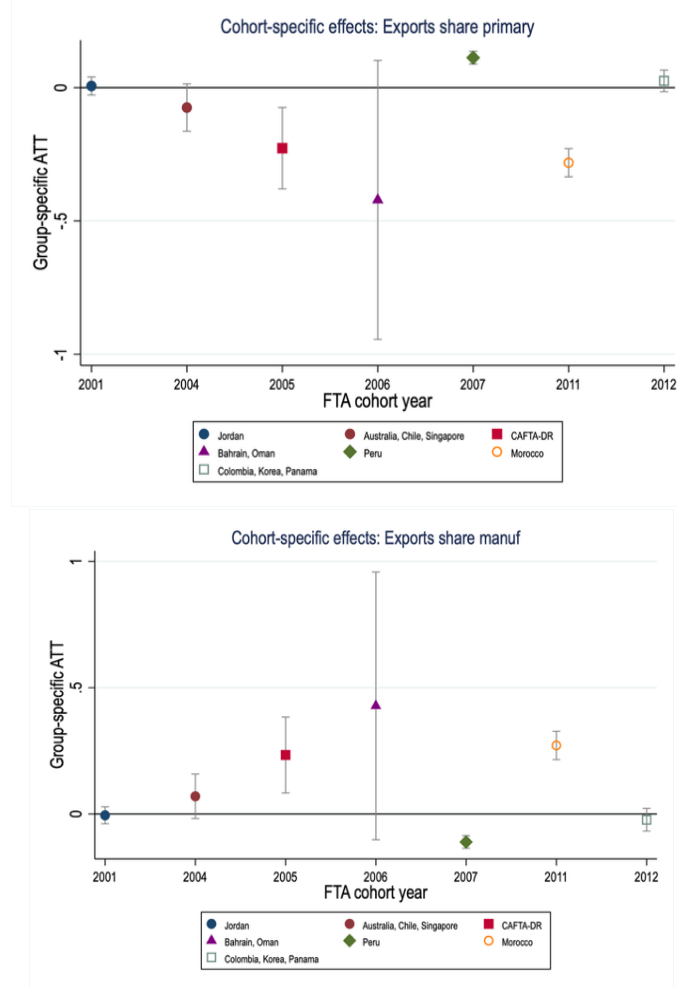 Cohort-specific effects: Exports share primary
Group-specific ATT
0
-.5
-1
2001 2004 2005 2006 2007 2011 2012
FTA cohort year
Jordan Australia, Chile, Singapore CAFTA-DR
Bahrain, Oman Peru Morocco
Colombia, Korea, Panama
Cohort-specific effects: Exports share manuf
Group-specific ATT
1
.5
0
2001 2004 2005 2006 2007 2011 2012
FTA cohort year
Jordan Australia, Chile, Singapore CAFTA-DR
Bahrain, Oman Peru Morocco
Colombia, Korea, Panama